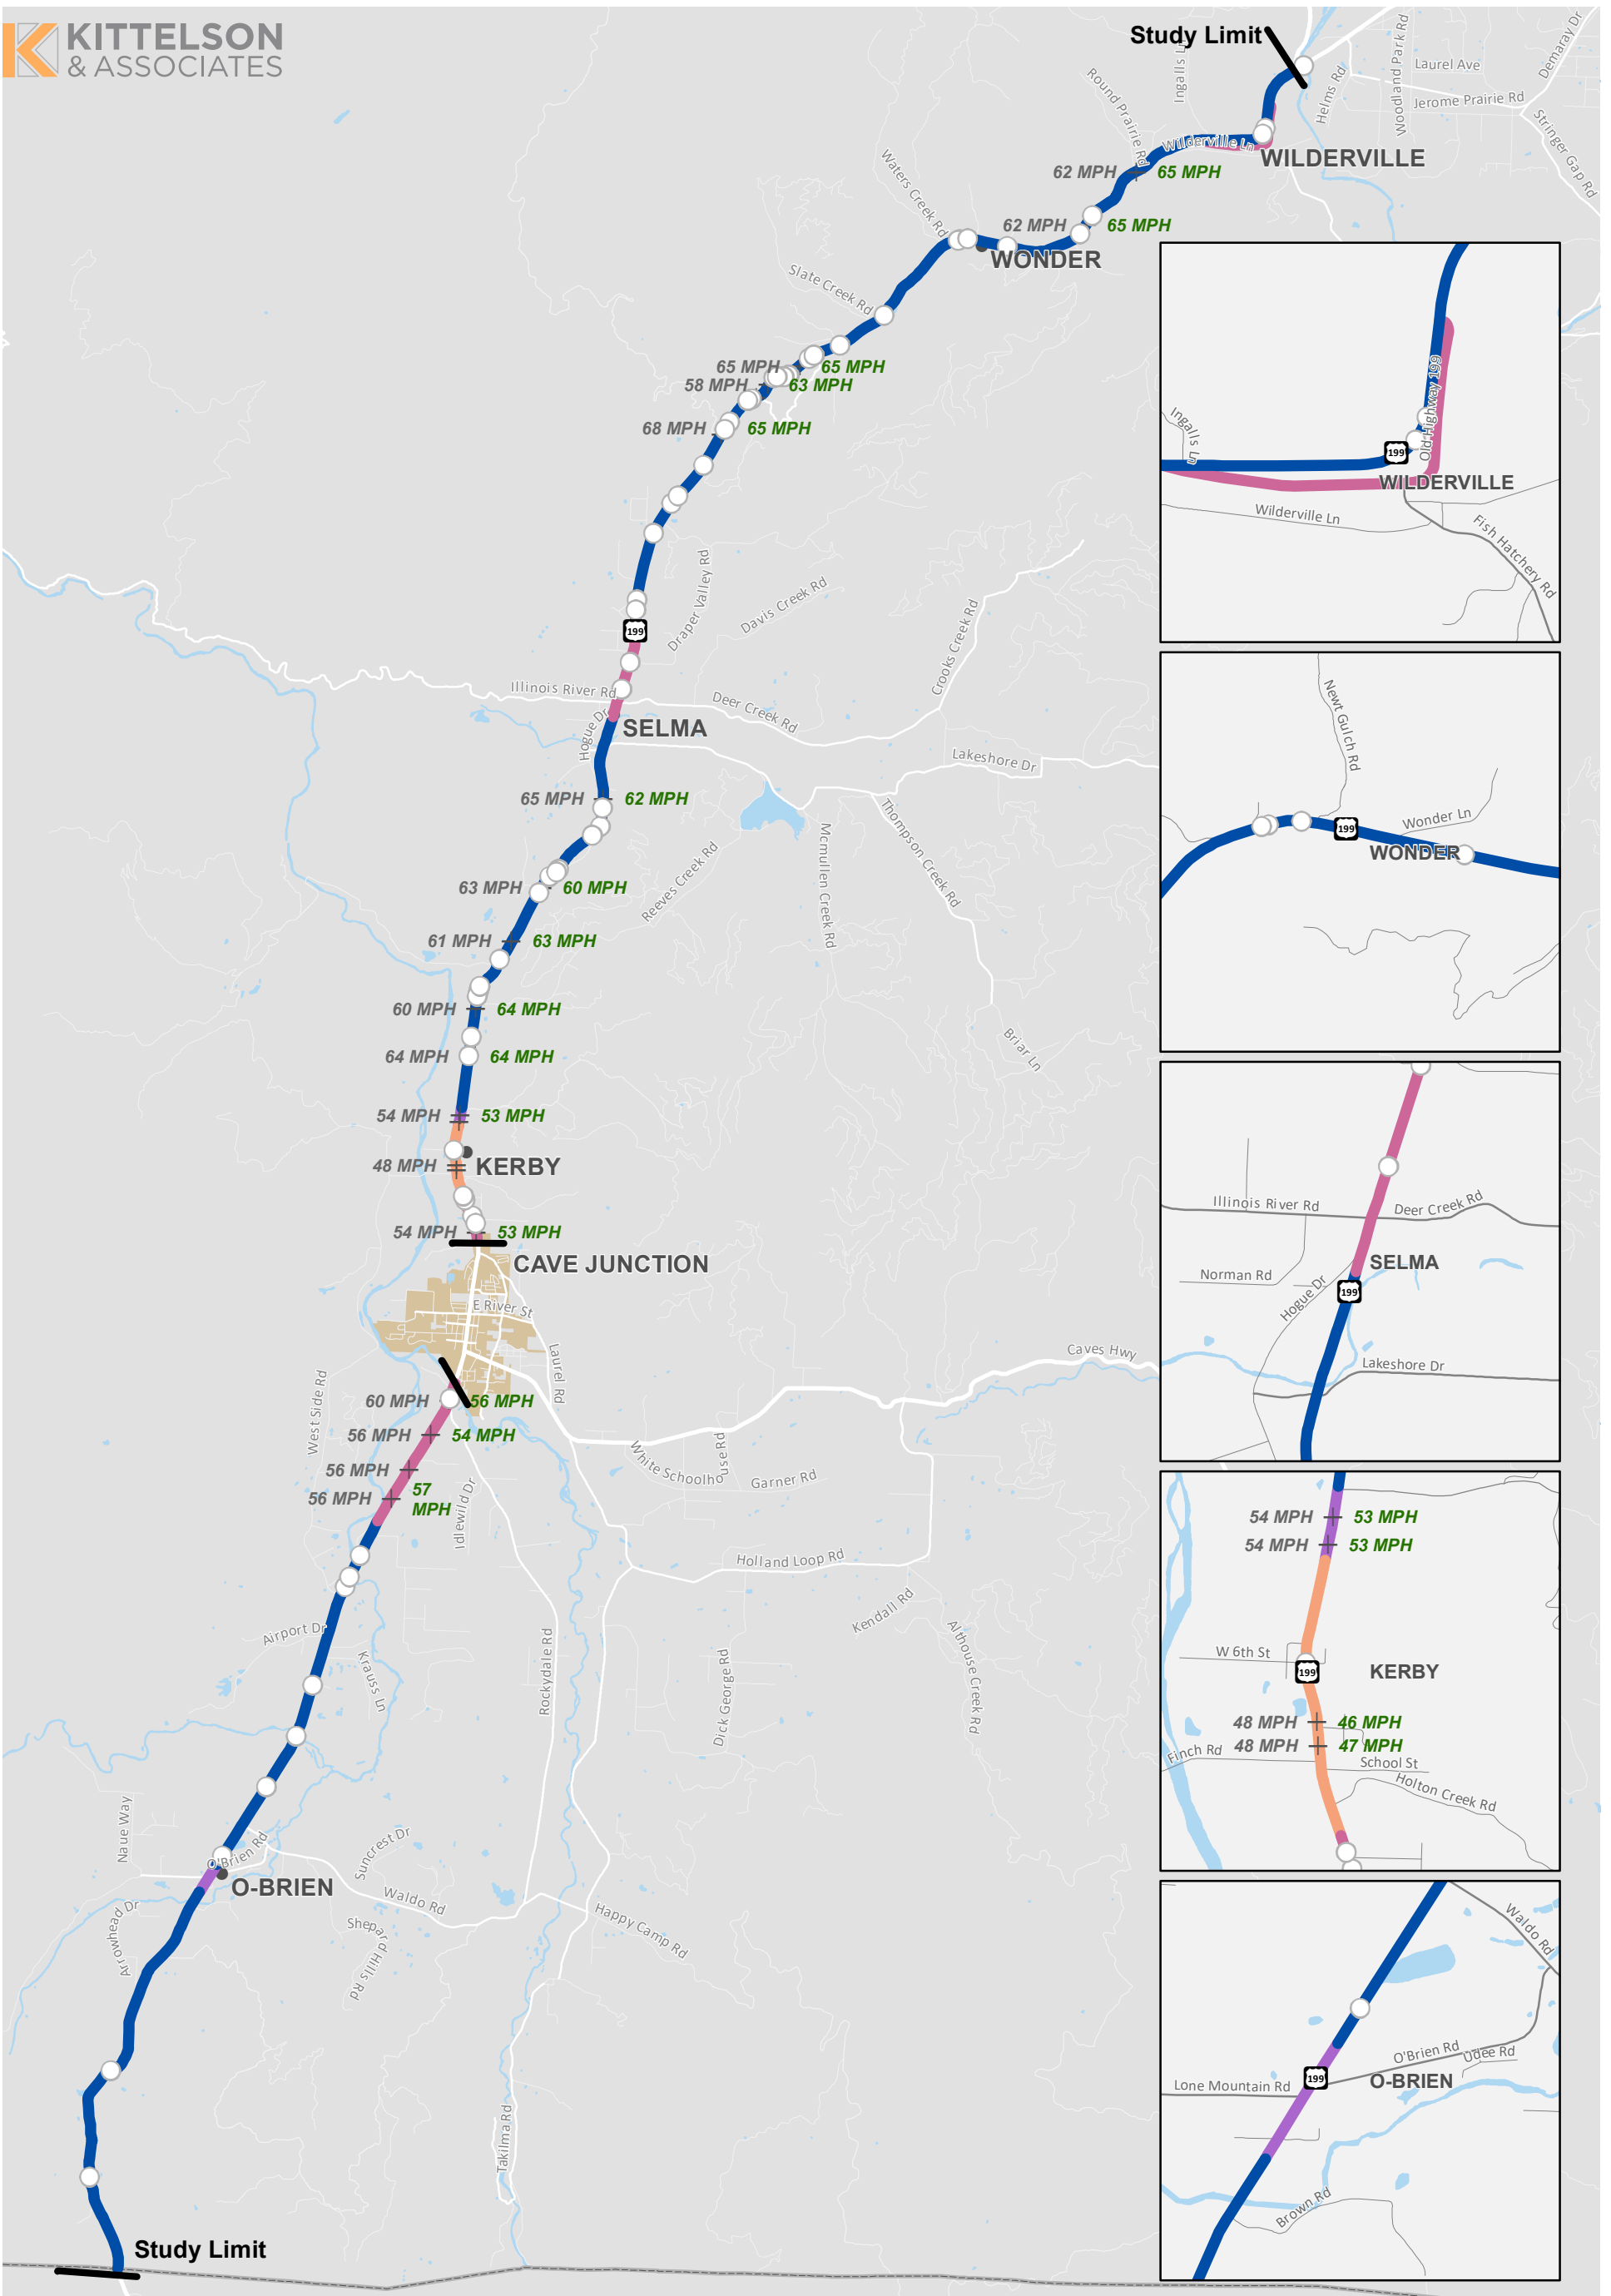 KITTELSON
& ASSOCIATES
Study Limit
Ingalls Ln
Round Prairie Rd
Helms Rd
Woodland Park Rd
Laurel Ave
Demaray Dr
Jerome Prairie Rd
Stringer Gap Rd
Wilderville Ln
WILDERVILLE
62 MPH
65 MPH
Waters Creek Rd
62 MPH
65 MPH
WONDER
Slate Creek Rd
65 MPH
65 MPH
58 MPH
63 MPH
68 MPH
65 MPH
Draper Valley Rd
Davis Creek Rd
Crooks Creek Rd
199
Illinois River Rd
Deer Creek Rd
Hogue Dr
SELMA
Lakeshore Dr
65 MPH
62 MPH
Thompson Creek Rd
Mcmullen Creek Rd
Reeves Creek Rd
63 MPH
60 MPH
61 MPH
63 MPH
60 MPH
64 MPH
Briar Ln
64 MPH
64 MPH
54 MPH
53 MPH
48 MPH
KERBY
54 MPH
53 MPH
CAVE JUNCTION
E River St
Laurel Rd
Caves Hwy
West Side Rd
60 MPH
56 MPH
56 MPH
54 MPH
56 MPH
56 MPH
57
MPH
White Schoolhouse Rd
Garner Rd
Idlewild Dr
Holland Loop Rd
Kendall Rd
Althouse Creek Rd
Airport Dr
Krauss Ln
Rockydale Rd
Dick George Rd
Naue Way
O'Brien Rd
Suncrest Dr
O-BRIEN
Waldo Rd
Arrowhead Dr
Shepard Hills Rd
Happy Camp Rd
Takilma Rd
Study Limit
Ingalls Ln
Old Highway 199
199
WILDERVILLE
Wilderville Ln
Fish Hatchery Rd
Newt Gulch Rd
199
Wonder Ln
WONDER
Illinois River Rd
Deer Creek Rd
SELMA
Norman Rd
Hogue Dr
199
Lakeshore Dr
54 MPH
53 MPH
54 MPH
53 MPH
W 6th St
199
KERBY
48 MPH
46 MPH
48 MPH
47 MPH
Finch Rd
School St
Holton Creek Rd
Waldo Rd
O'Brien Rd
Udee Rd
199
Lone Mountain Rd
O-BRIEN
Brown Rd